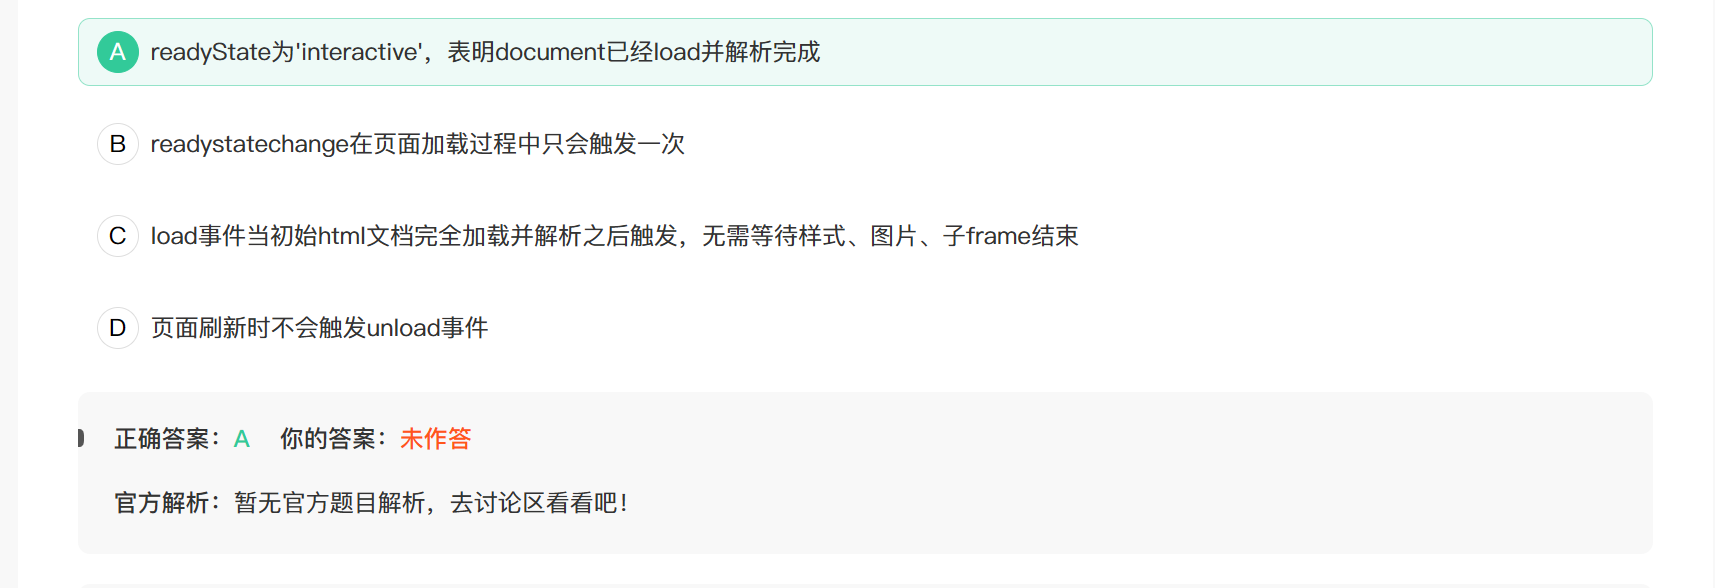 A readyState为'interactive'，表明document已经load并解析完成
B readystatechange在页面加载过程中只会触发一次
C load事件当初始html文档完全加载并解析之后触发，无需等待样式、图片、子frame结束
D 页面刷新时不会触发unload事件
正确答案：A 你的答案：未作答
官方解析：暂无官方题目解析，去讨论区看看吧！